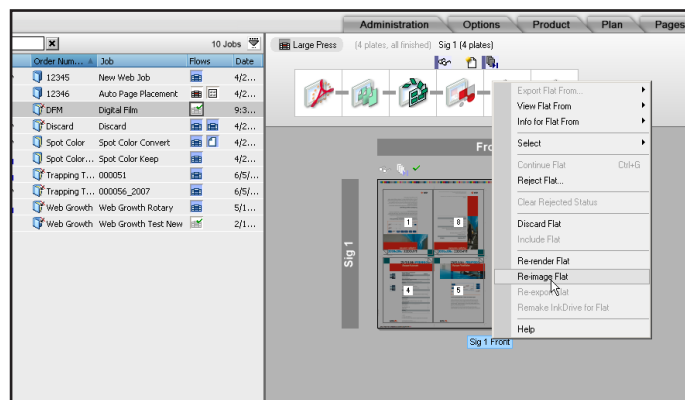 Administration Options Product Plan Pages
10 Jobs
Large Press (4 plates, all finished) Sig 1 (4 plates)
Order Num... Job Flows Date
12345 New Web Job 4/2...
12346 Auto Page Placement 4/2...
DFM Digital Film 9:3...
Discard Discard 4/2...
Spot Color Spot Color Convert 4/2...
Spot Color... Spot Color Keep 4/2...
Trapping T... 000051 6/5/...
Trapping T... 000056_2007 6/5/...
Web Growth Web Growth Rotary 5/1...
Web Growth Web Growth Test New 2/1...
Fro
Sig 1
1
8
4
5
Sig 1 Front
Export Flat From...
View Flat From
Info for Flat From
Select
Continue Flat Ctrl+G
Reject Flat...
Clear Rejected Status
Discard Flat
Include Flat
Re-render Flat
Re-image Flat
Re-export Flat
Remake InkDrive for Flat
Help